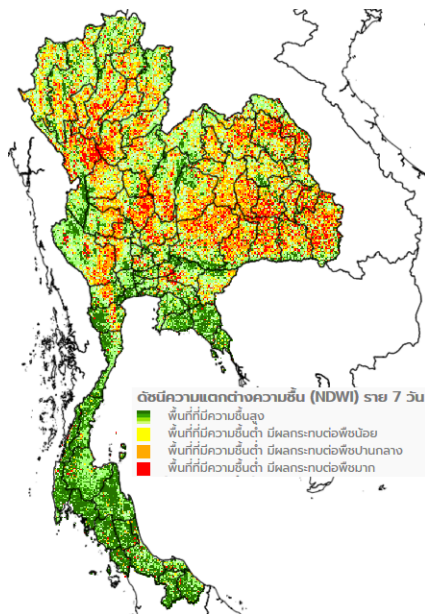 ดัชนีความแตกต่างความชื้น (NDWI) ราย 7 วัน
พื้นที่ที่มีความชื้นสูง
พื้นที่ที่มีความชื้นต่ำ มีผลกระทบต่อพืชน้อย
พื้นที่ที่มีความชื้นต่ำ มีผลกระทบต่อพืชปานกลาง
พื้นที่ที่มีความชื้นต่ำ มีผลกระทบต่อพืชมาก